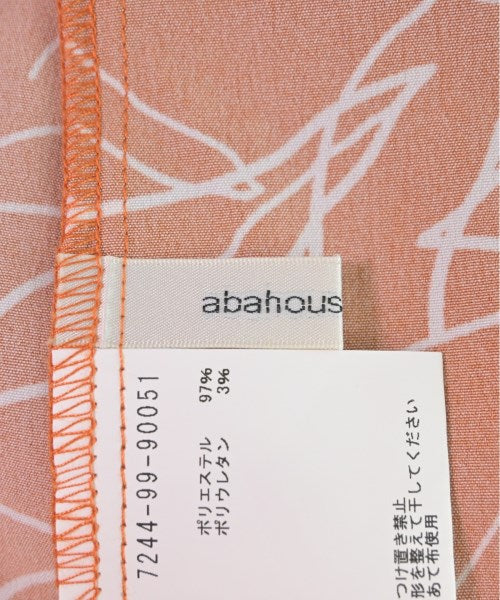 abahous
7244-99-90051
ポリエステル 97%
ポリウレタン 3%
つけ置き禁止
形を整えて干してください
あて布使用